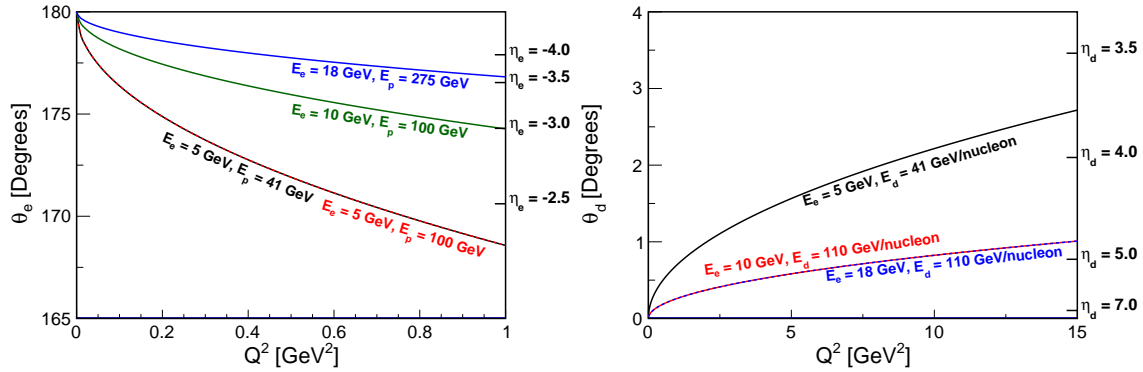 180
175
170
165
θe [Degrees]
0
0.2
0.4
0.6
0.8
1
Q² [GeV²]
Ee = 18 GeV, Ep = 275 GeV
Ee = 10 GeV, Ep = 100 GeV
Ee = 5 GeV, Ep = 41 GeV
Ee = 5 GeV, Ep = 100 GeV
ηe = -4.0
ηe = -3.5
ηe = -3.0
ηe = -2.5
4
3
2
1
0
θd [Degrees]
0
5
10
15
Q² [GeV²]
Ee = 5 GeV, Ed = 41 GeV/nucleon
Ee = 10 GeV, Ed = 110 GeV/nucleon
Ee = 18 GeV, Ed = 110 GeV/nucleon
ηd = 3.5
ηd = 4.0
ηd = 5.0
ηd = 7.0